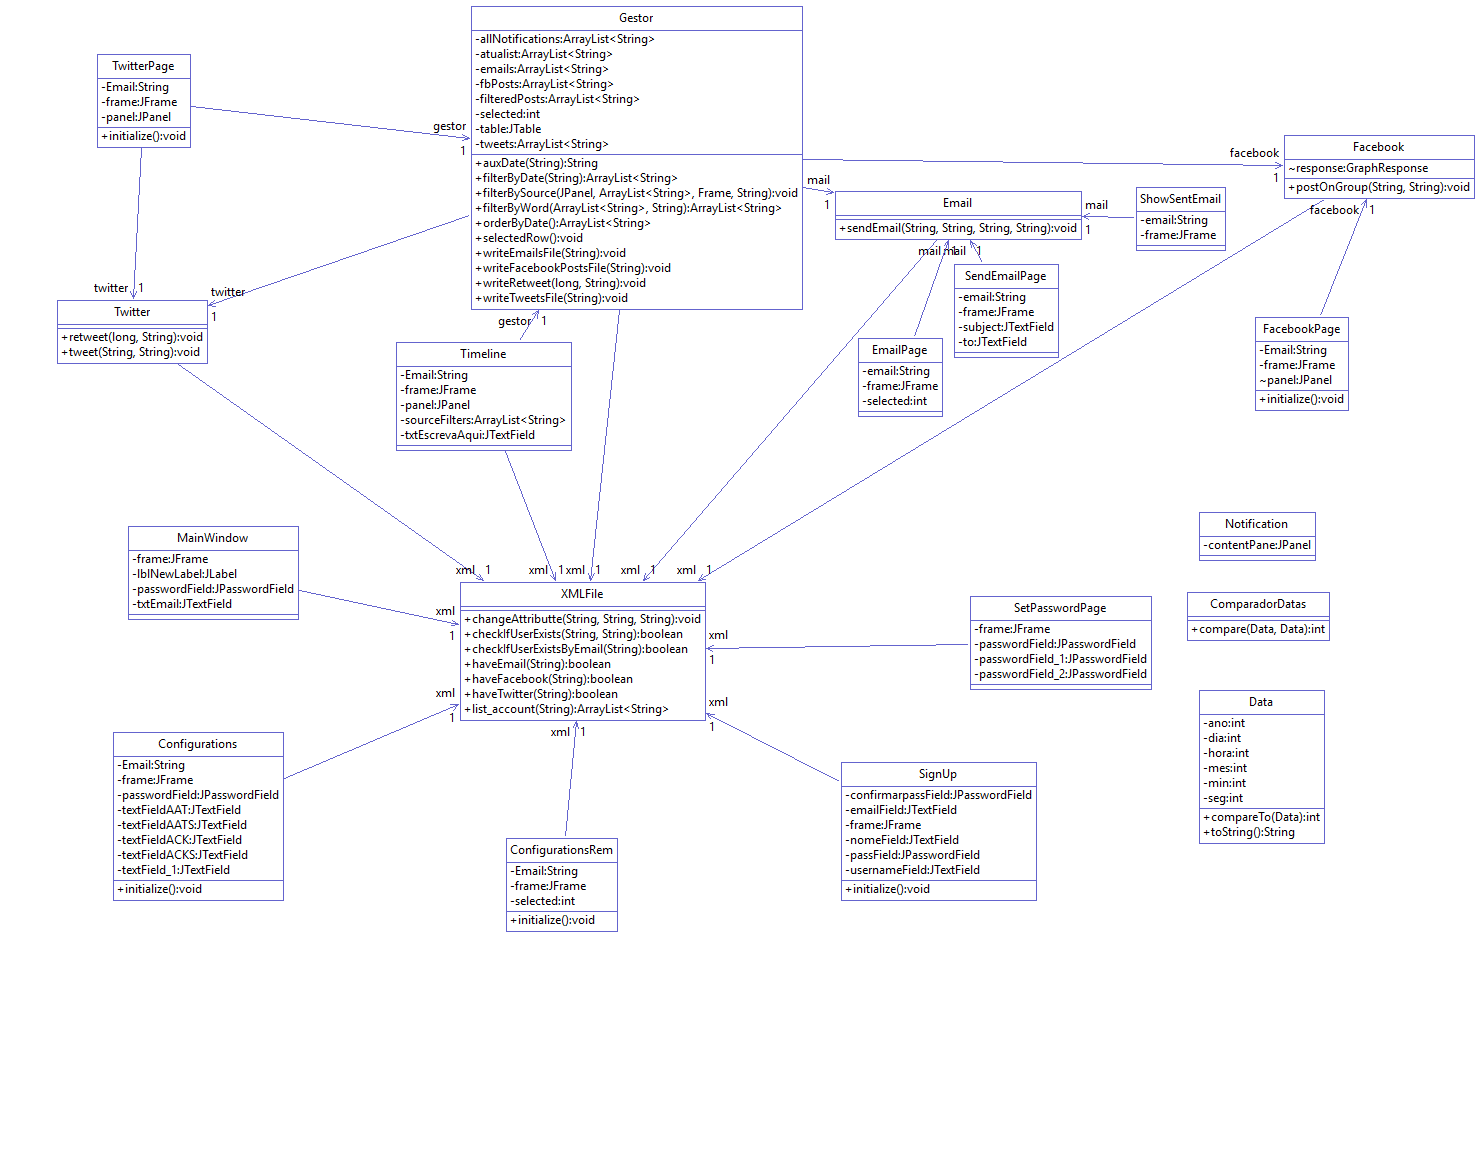 Gestor
-allNotifications:ArrayList<String>
-atualist:ArrayList<String>
-emails:ArrayList<String>
-fbPosts:ArrayList<String>
-filteredPosts:ArrayList<String>
-selected:int
-table:JTable
-tweets:ArrayList<String>
+auxDate(String):String
+filterByDate(String):ArrayList<String>
+filterBySource(JPanel, ArrayList<String>, Frame, String):void
+filterByWord(ArrayList<String>, String):ArrayList<String>
+orderByDate():ArrayList<String>
+selectedRow():void
+writeEmailsFile(String):void
+writeFacebookPostsFile(String):void
+writeRetweet(long, String):void
+writeTweetsFile(String):void
TwitterPage
-Email:String
-frame:JFrame
-panel:JPanel
+initialize():void
gestor
1
facebook
1
Facebook
~response:GraphResponse
+postOnGroup(String, String):void
facebook
1
mail
1
Email
+sendEmail(String, String, String, String):void
mail
1
ShowSentEmail
-email:String
-frame:JFrame
mail
1
mail
1
SendEmailPage
-email:String
-frame:JFrame
-subject:JTextField
-to:JTextField
twitter
1
twitter
1
Twitter
+retweet(long, String):void
+tweet(String, String):void
gestor
1
Timeline
-Email:String
-frame:JFrame
-panel:JPanel
-sourceFilters:ArrayList<String>
-txtEscrevaAqui:JTextField
EmailPage
-email:String
-frame:JFrame
-selected:int
FacebookPage
-Email:String
-frame:JFrame
~panel:JPanel
+initialize():void
Notification
-contentPane:JPanel
MainWindow
-frame:JFrame
-lblNewLabel:JLabel
-passwordField:JPasswordField
-txtEmail:JTextField
xml
1
xml
1
xml
1
xml
1
xml
1
xml
1
XMLFile
+changeAttributte(String, String, String):void
+checkIfUserExists(String, String):boolean
+checkIfUserExistsByEmail(String):boolean
+haveEmail(String):boolean
+haveFacebook(String):boolean
+haveTwitter(String):boolean
+list_account(String):ArrayList<String>
xml
1
SetPasswordPage
-frame:JFrame
-passwordField:JPasswordField
-passwordField_1:JPasswordField
-passwordField_2:JPasswordField
ComparadorDatas
+compare(Data, Data):int
xml
1
xml
1
xml
1
Configurations
-Email:String
-frame:JFrame
-passwordField:JPasswordField
-textFieldAAT:JTextField
-textFieldAATS:JTextField
-textFieldACK:JTextField
-textFieldACKS:JTextField
-textField_1:JTextField
+initialize():void
ConfigurationsRem
-Email:String
-frame:JFrame
-selected:int
+initialize():void
SignUp
-confirmarpassField:JPasswordField
-emailField:JTextField
-frame:JFrame
-nomeField:JTextField
-passField:JPasswordField
-usernameField:JTextField
+initialize():void
Data
-ano:int
-dia:int
-hora:int
-mes:int
-min:int
-seg:int
+compareTo(Data):int
+toString():String